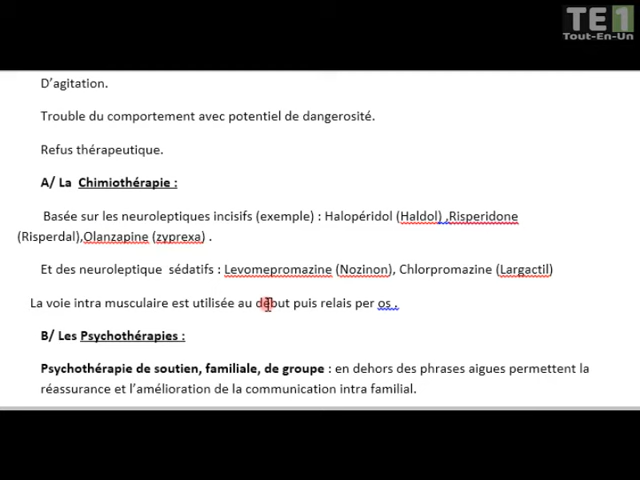 TE1
Tout-En-Un
D'agitation.
Trouble du comportement avec potentiel de dangerosité.
Refus thérapeutique.
A/ La Chimiothérapie :
Basée sur les neuroleptiques incisifs (exemple) : Halopéridol (Haldol) ,Risperidone
(Risperdal),Olanzapine (zyprexa) .
Et des neuroleptique sédatifs : Levomepromazine (Nozinon), Chlorpromazine (Largactil)
La voie intra musculaire est utilisée au début puis relais per os .
B/ Les Psychothérapies :
Psychothérapie de soutien, familiale, de groupe : en dehors des phrases aigues permettent la
réassurance et l'amélioration de la communication intra familial.